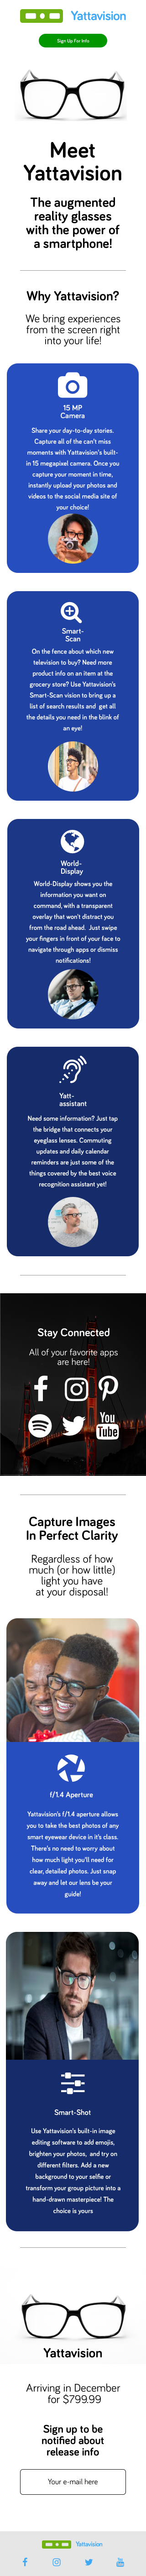 Yattavision
Sign Up For Info
Meet
Yattavision
The augmented
reality glasses
with the power of
a smartphone!
Why Yattavision?
We bring experiences
from the screen right
into your life!
15 MP
Camera
Share your day-to-day stories.
Capture all of the can't miss
moments with Yattavision's built-
in 15 megapixel camera. Once you
capture your moment in time,
instantly upload your photos and
videos to the social media site of
your choice!
Smart-
Scan
On the fence about which new
television to buy? Need more
product info on an item at the
grocery store? Use Yattavision's
Smart-Scan vision to bring up a
list of search results and get all
the details you need in the blink of
an eye!
World-
Display
World-Display shows you the
information you want on
command, with a transparent
overlay that won't distract you
from the road ahead. Just swipe
your fingers in front of your face to
navigate through apps or dismiss
notifications!
Yatt-
assistant
Need some information? Just tap
the bridge that connects your
eyeglass lenses. Commuting
updates and daily calendar
reminders are just some of the
things covered by the best voice
recognition assistant yet!
Stay Connected
All of your favorite apps
are here!
You
Tube
Capture Images
In Perfect Clarity
Regardless of how
much (or how little)
light you have
at your disposal!
f/1.4 Aperture
Yattavision's f/1.4 aperture allows
you to take the best photos of any
smart eyewear device in it's class.
There's no need to worry about
how much light you'll need for
clear, detailed photos. Just snap
away and let our lens be your
guide!
Smart-Shot
Use Yattavision's built-in image
editing software to add emojis,
brighten your photos, and try on
different filters. Add a new
background to your selfie or
transform your group picture into a
hand-drawn masterpiece! The
choice is yours
Yattavision
Arriving in December
for $799.99
Sign up to be
notified about
release info
Your e-mail here
Yattavision
You
Tube